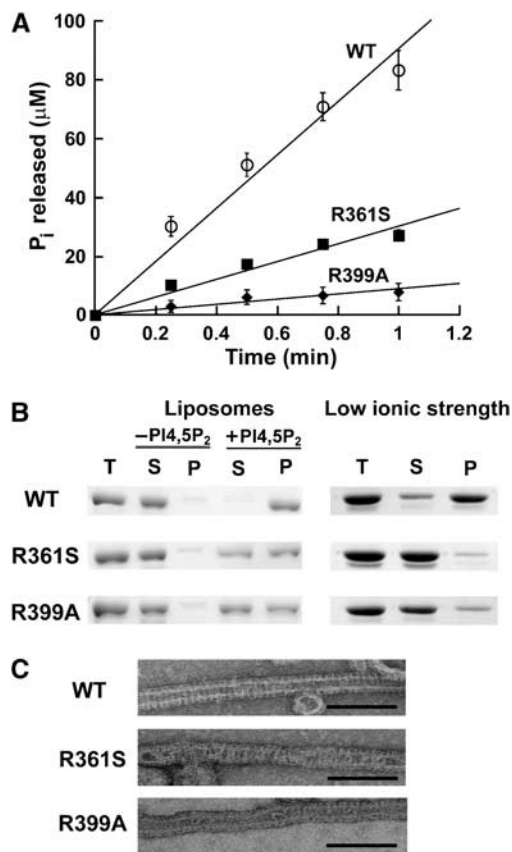 A
100
80
60
40
20
0
Pi released (μM)
WT
R361S
R399A
0 0.2 0.4 0.6 0.8 1 1.2
Time (min)
B
Liposomes Low ionic strength
–PI4,5P2 +PI4,5P2
T S P S P T S P
WT
R361S
R399A
C
WT
R361S
R399A